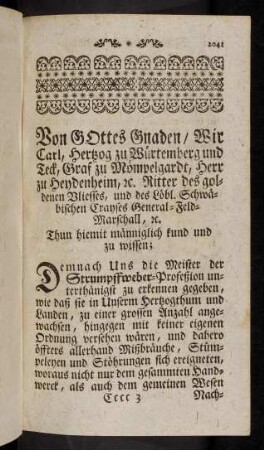 2041
Von GOttes Gnaden / Wir
Carl, Hertzog zu Würtemberg und
Teck, Graf zu Mömpelgardt, Herr
zu Heydenheim, ꝛc. Ritter des gol-
denen Vliesses, und des Löbl. Schwä-
bischen Crayses General-Feld-
Marschall, ꝛc.
Thun hiemit männiglich kund und
zu wissen:
Demnach Uns die Meister der
Strumpffweber-Profeßion un-
terthänigst zu erkennen gegeben,
wie daß sie in Unserm Hertzogthum und
Landen, zu einer grossen Anzahl ange-
wachsen, hingegen mit keiner eigenen
Ordnung versehen wären, und dahero
öffters allerhand Mißbräuche, Stüm-
peleyen und Stöhrungen sich ereigneten,
woraus nicht nur dem gesammten Hand-
werck, als auch dem gemeinen Wesen
Cccc 3 Nach-